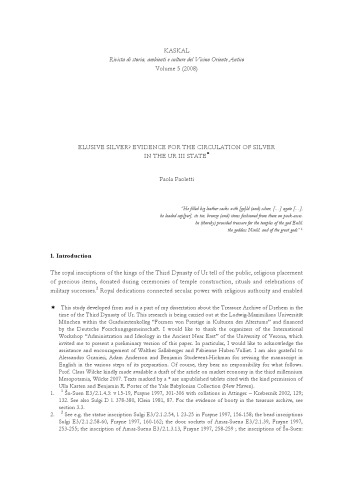 KASKAL
Rivista di storia, ambienti e culture del Vicino Oriente Antico
Volume 5 (2008)
ELUSIVE SILVER? EVIDENCE FOR THE CIRCULATION OF SILVER
IN THE UR III STATE*
Paola Paoletti
"He filled big leather sacks with [gold (and) silver, […] again […],
he loaded up[per], its tin, bronze (and) items fashioned from them on pack-asses,
he (thereby) provided treasure for the temples of the god Enlil,
the goddess Ninlil, and of the great gods" 1
1. Introduction
The royal inscriptions of the kings of the Third Dynasty of Ur tell of the public, religious placement
of precious items, donated during ceremonies of temple construction, rituals and celebrations of
military successes.2 Royal dedications connected secular power with religious authority and enabled
* This study developed from and is a part of my dissertation about the Treasure Archive of Drehem in the
time of the Third Dynasty of Ur. This research is being carried out at the Ludwig-Maximilians Universität
München within the Graduiertenkolleg "Formen von Prestige in Kulturen des Altertums" and financed
by the Deutsche Forschungsgemeinschaft. I would like to thank the organizers of the International
Workshop "Administration and Ideology in the Ancient Near East" of the University of Verona, which
invited me to present a preliminary version of this paper. In particular, I would like to acknowledge the
assistance and encouragement of Walther Sallaberger and Fabienne Huber Vulliet. I am also grateful to
Alessandro Greaves, Adam Anderson and Benjamin Studevent-Hickman for revising the manuscript in
English in the various steps of its preparation. Of course, they bear no responsibility for what follows.
Prof. Claus Wilcke kindly made available a draft of the article on market economy in the third millennium
Mesopotamia, Wilcke 2007. Texts marked by a * are unpublished tablets cited with the kind permission of
Ulla Kasten and Benjamin R. Foster of the Yale Babylonian Collection (New Haven).
1. Šu-Suen E3/2.1.4.3: v 15-19, Frayne 1997, 301-306 with collations in Attinger – Krebernik 2002, 129;
132. See also Šulgi D l. 378-380, Klein 1981, 87. For the evidence of booty in the treasure archive, see
section 3.3.
2. See e.g. the statue inscription Šulgi E3/2.1.2.54, l. 21-25 in Frayne 1997, 156-158; the bead inscriptions
Šulgi E3/2.1.2.58-60, Frayne 1997, 160-162; the door sockets of Amar-Suena E3/2.1.39, Frayne 1997,
253-255; the inscription of Amar-Suena E3/2.1.3.13, Frayne 1997, 258-259 ; the inscriptions of Šu-Suen: